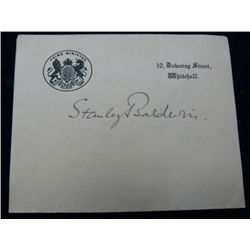 PRIME MINISTER
10, Downing Street,
Whitehall.
Stanley Baldwin.